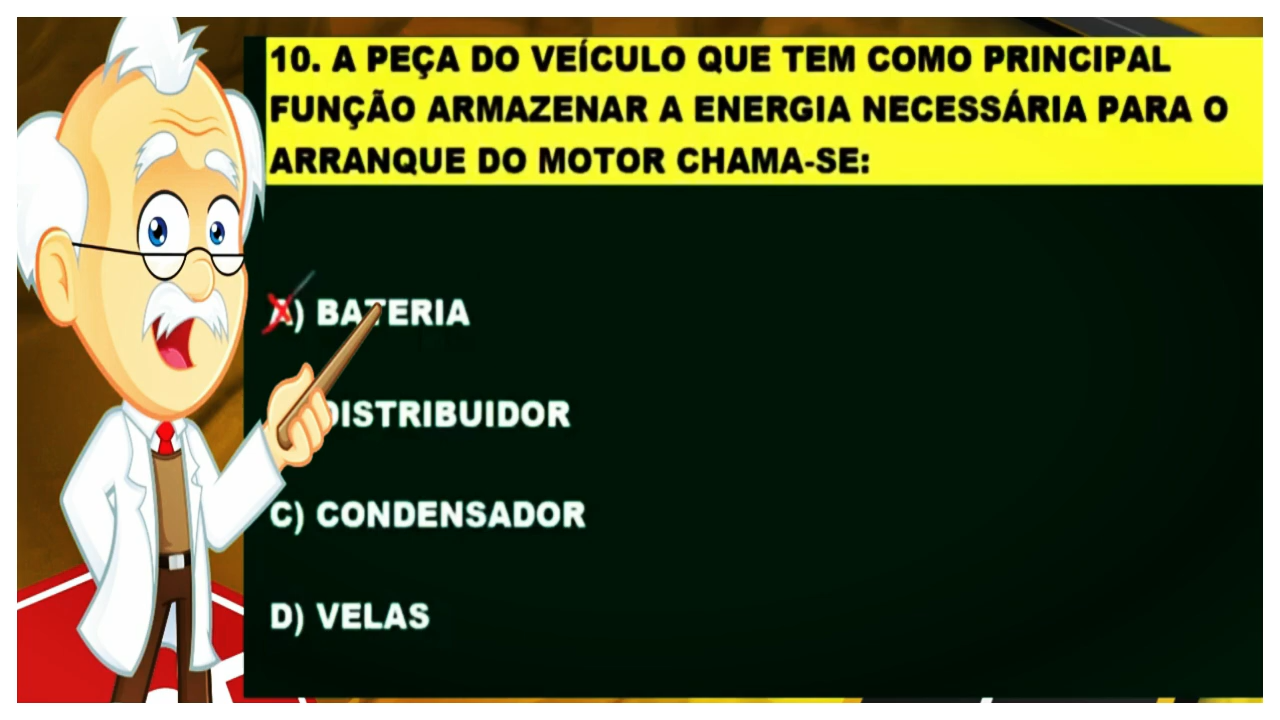 10. A PEÇA DO VEÍCULO QUE TEM COMO PRINCIPAL
FUNÇÃO ARMAZENAR A ENERGIA NECESSÁRIA PARA O
ARRANQUE DO MOTOR CHAMA-SE:
A) BATERIA
DISTRIBUIDOR
C) CONDENSADOR
D) VELAS